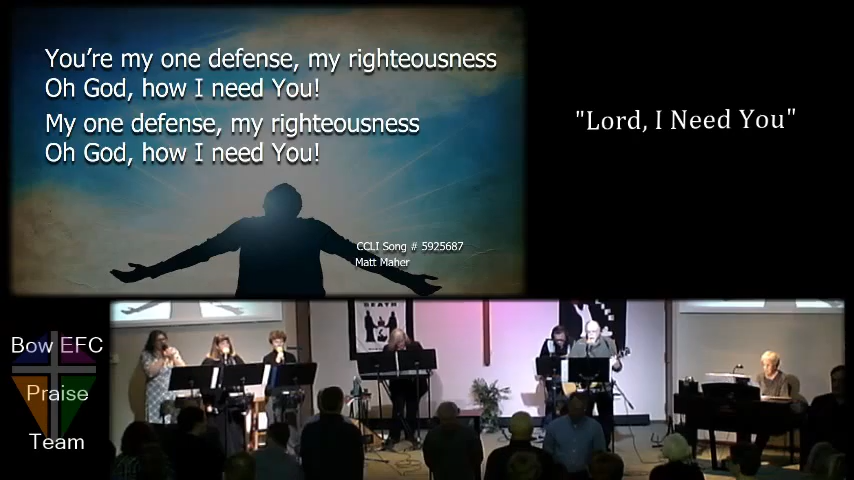 You're my one defense, my righteousness
Oh God, how I need You!
My one defense, my righteousness
Oh God, how I need You!
CCLI Song # 5925687
Matt Maher
"Lord, I Need You"
Bow EFC
Praise
Team
DEATH